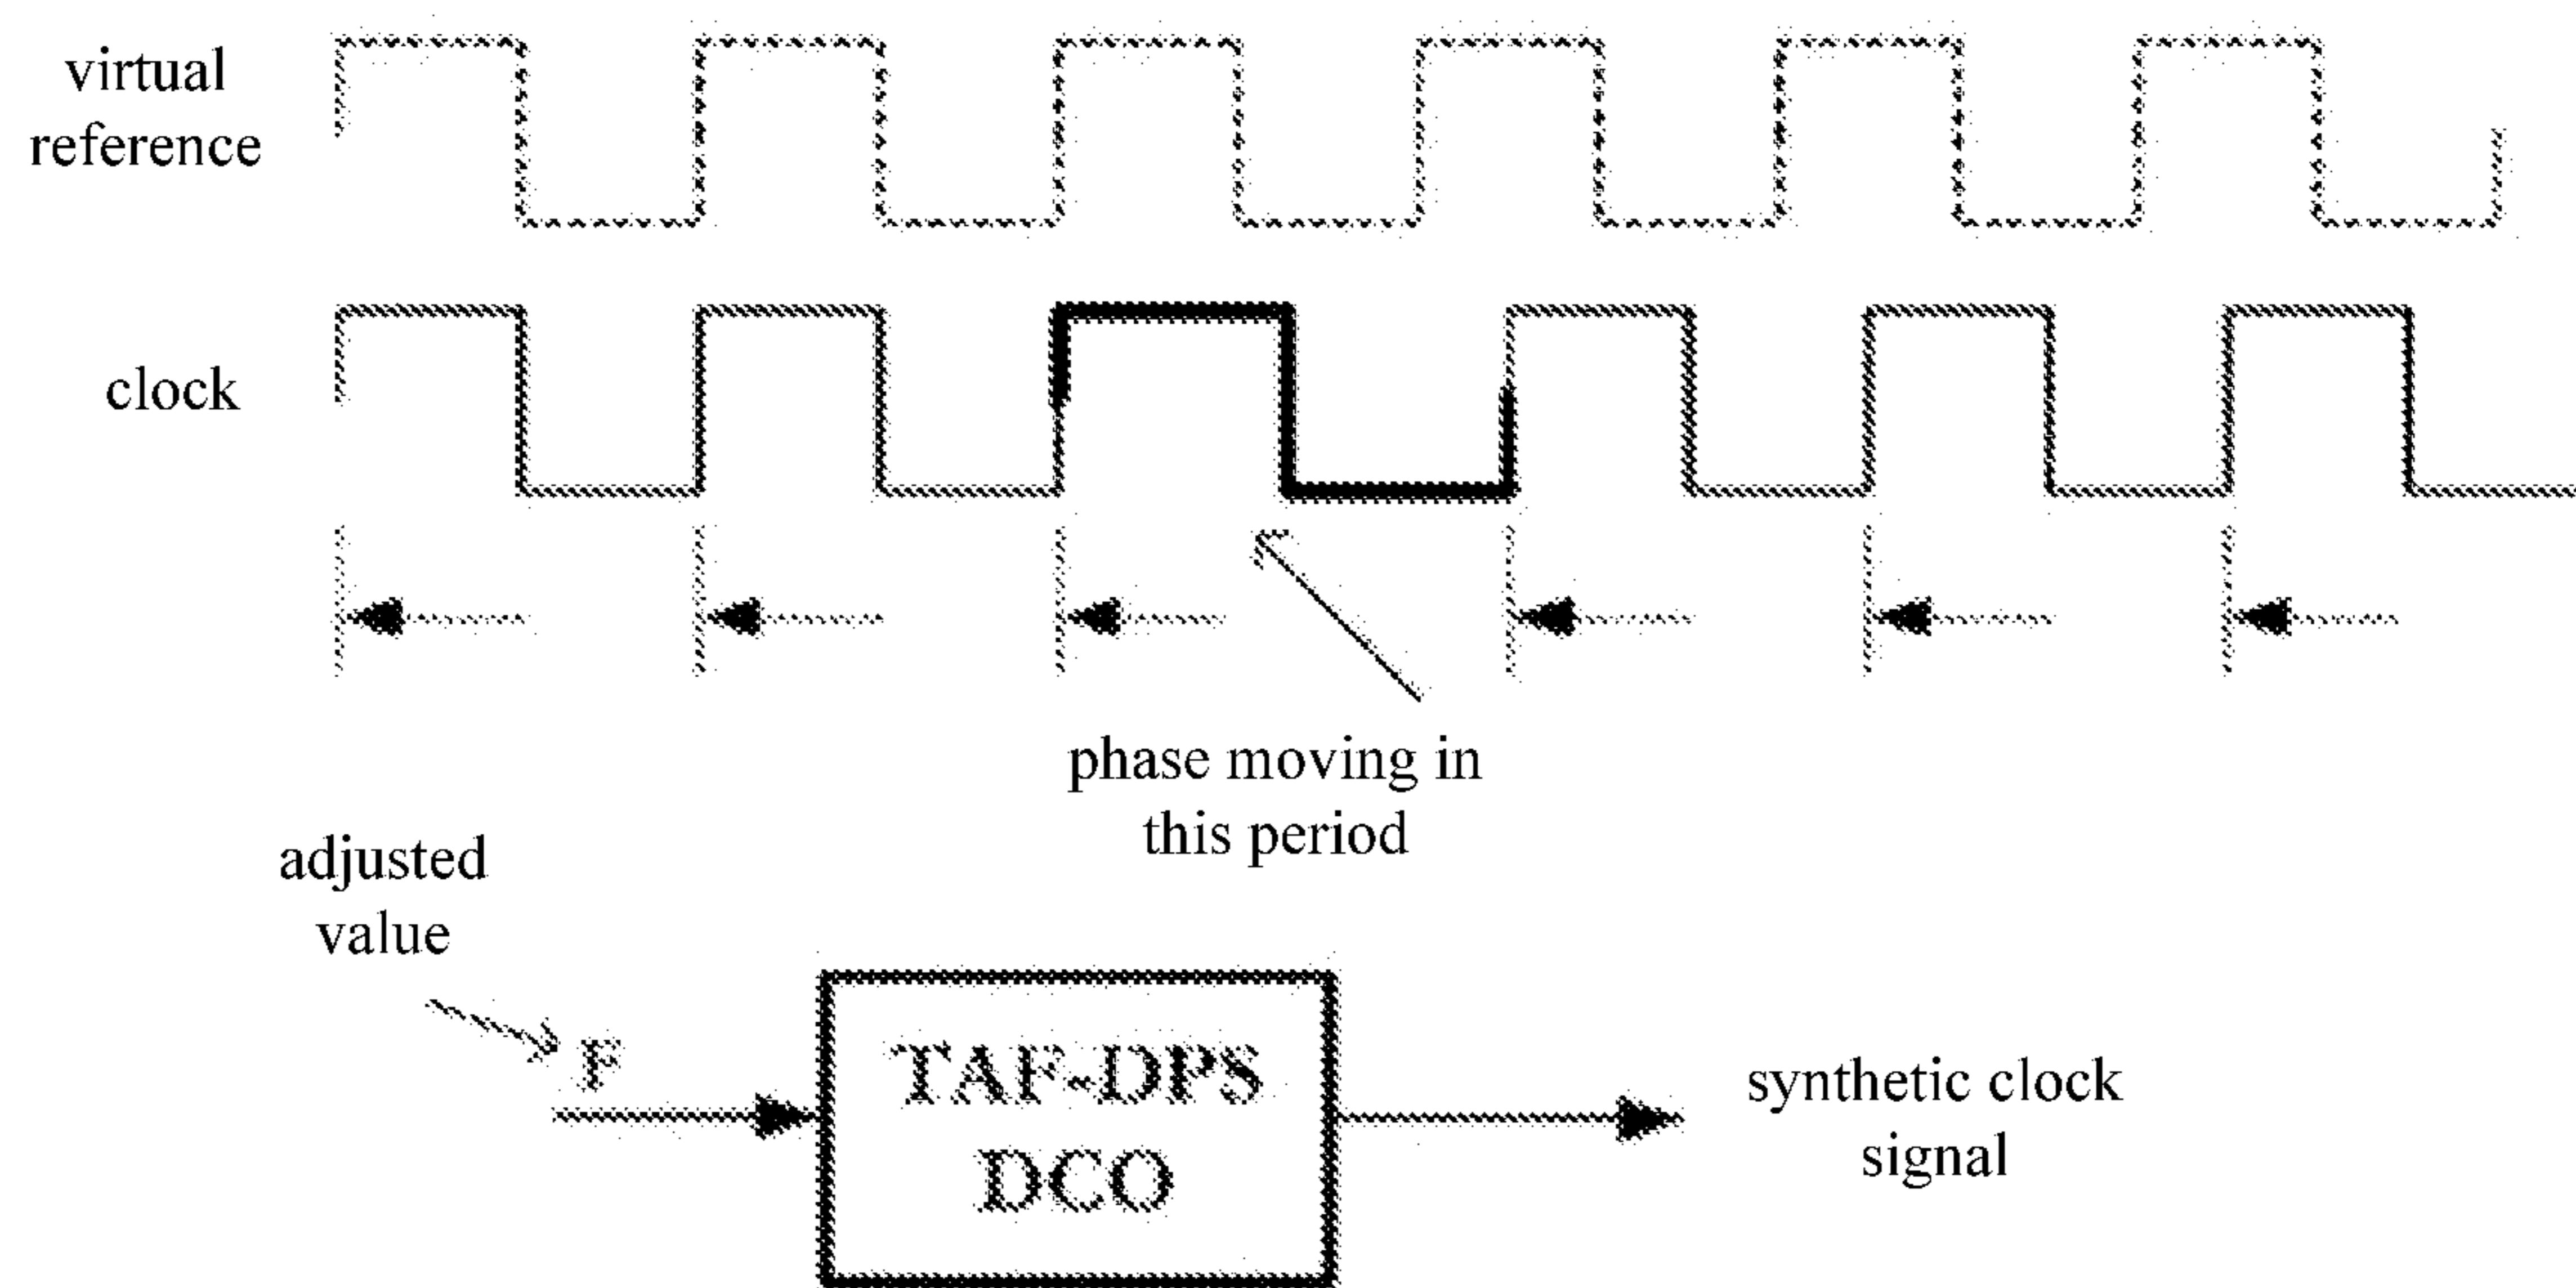 virtual
reference
clock
phase moving in
this period
adjusted
value
F
TAF-DPS
DCO
synthetic clock
signal